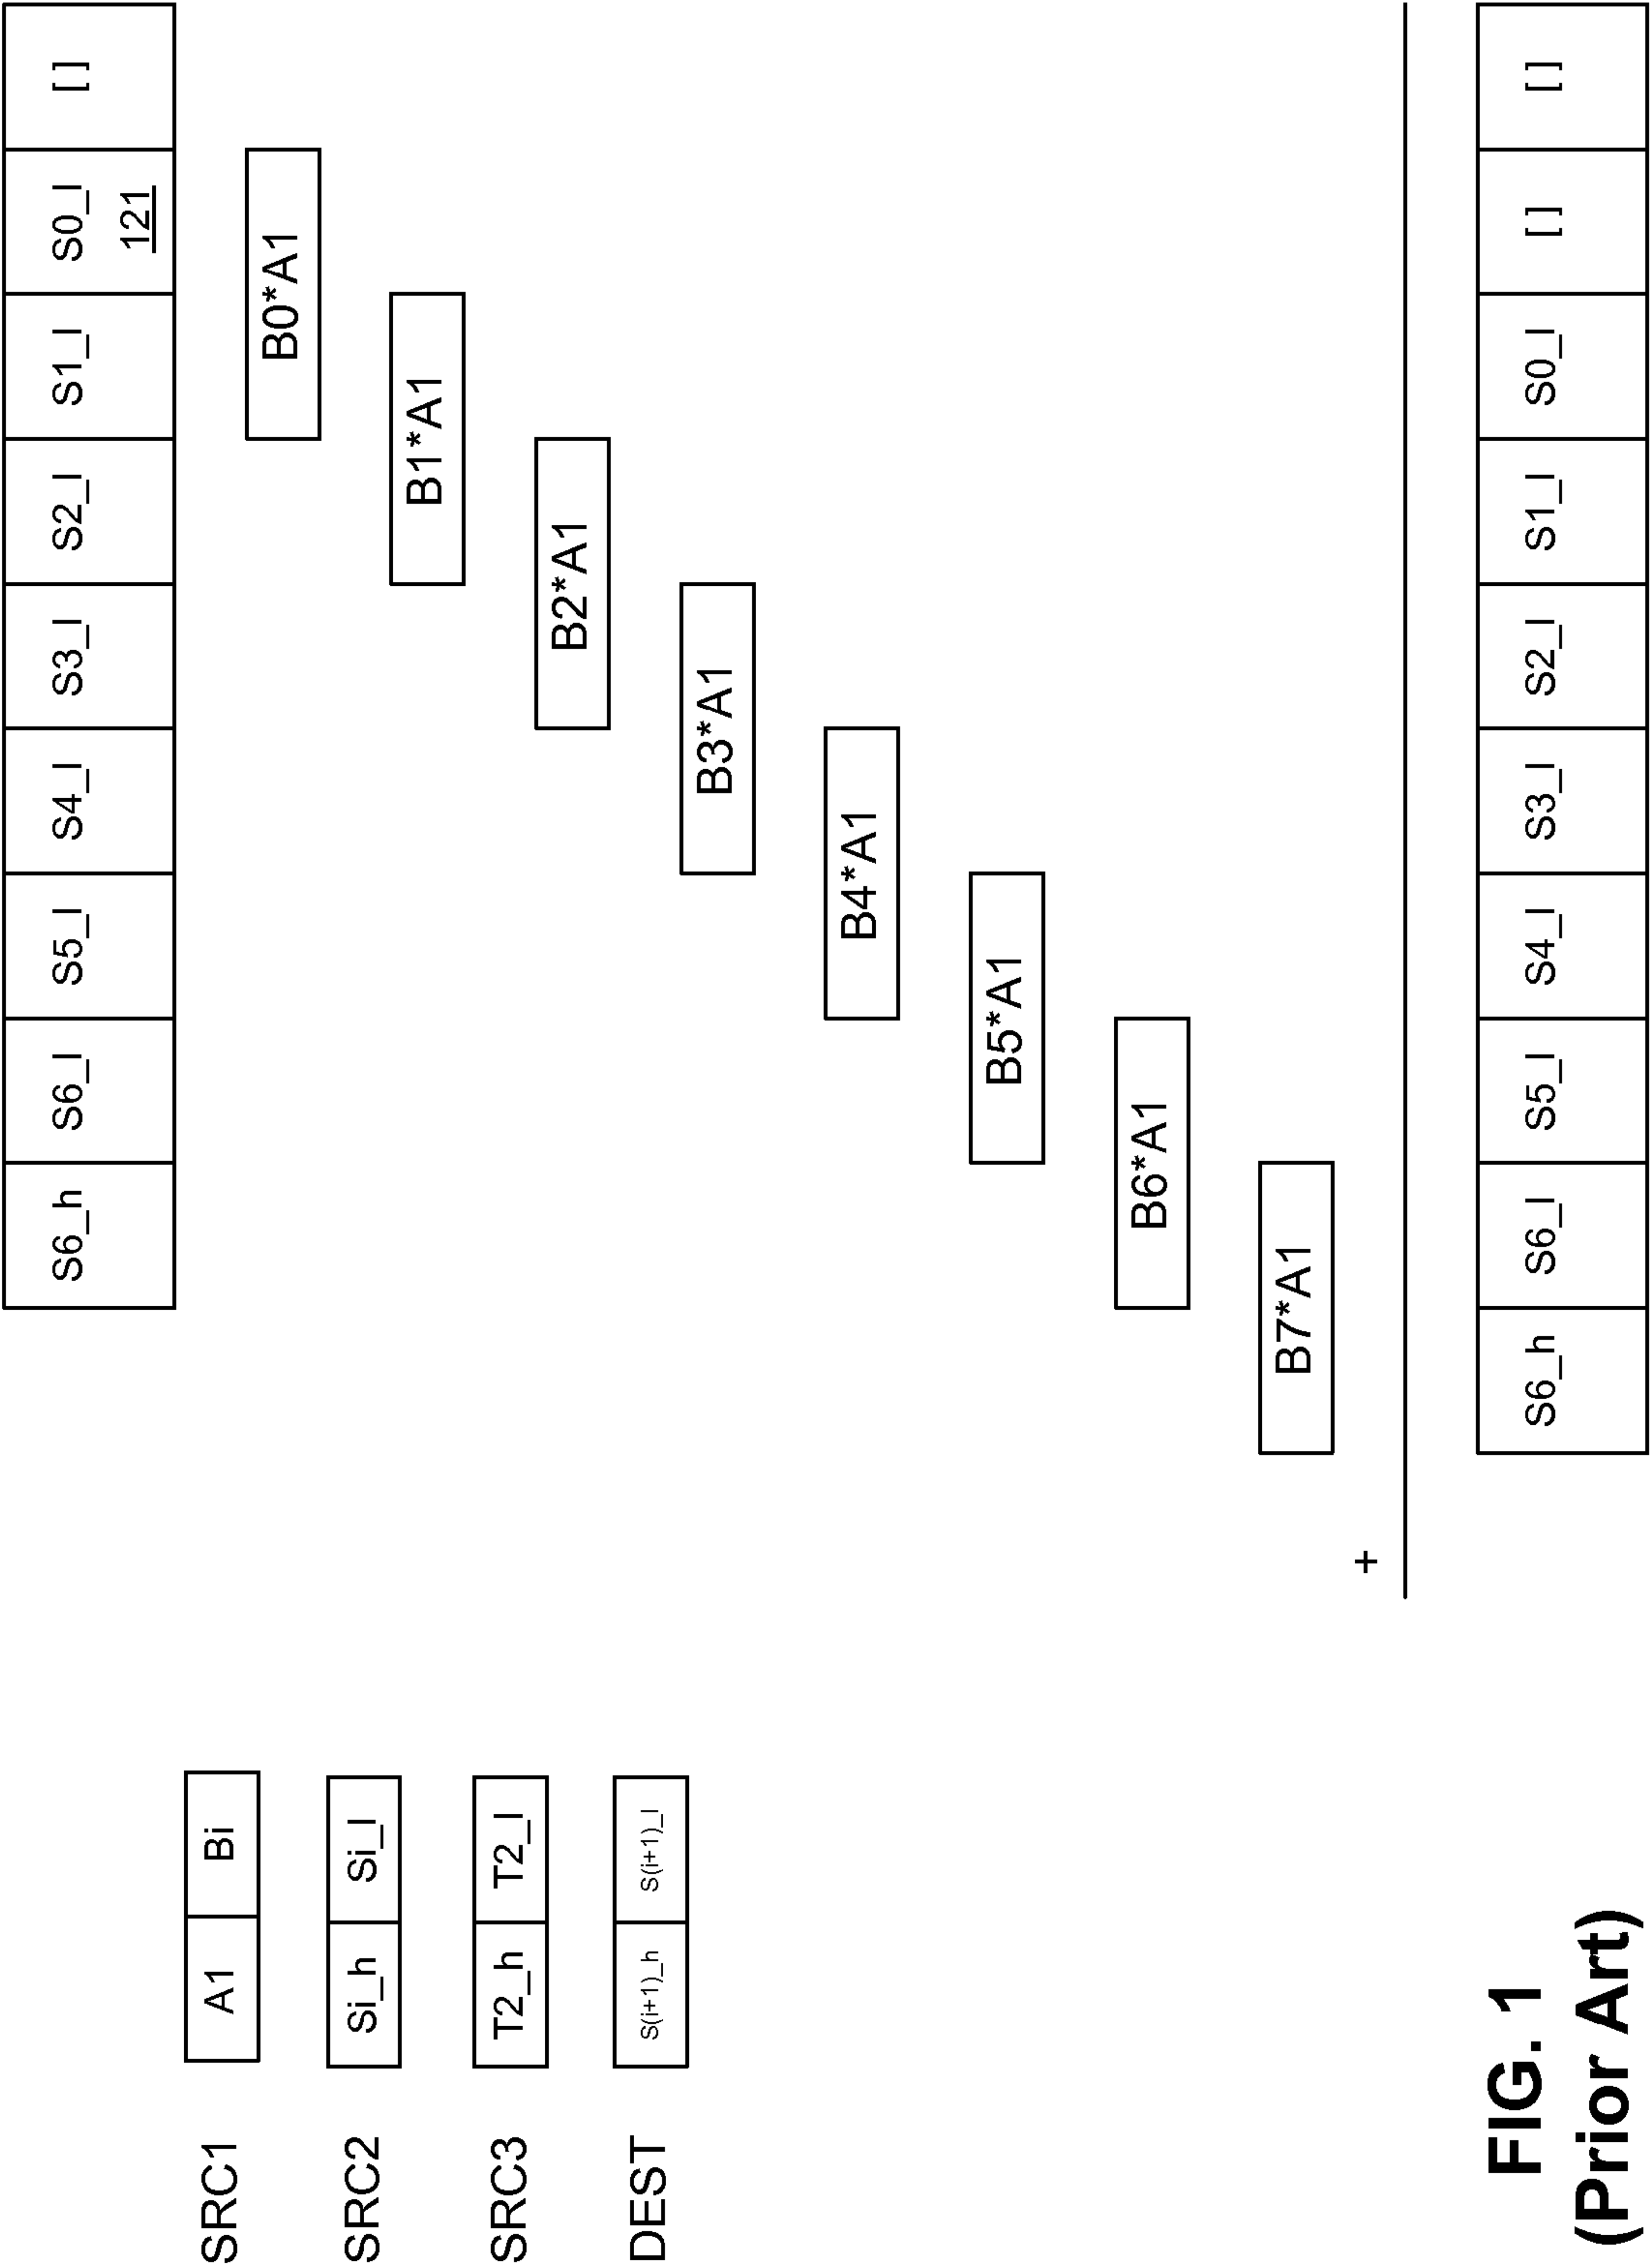 S6_h S6_l S5_l S4_l S3_l S2_l S1_l S0_l [ ]
121
SRC1 A1 Bi
B0*A1
SRC2 Si_h Si_l
B1*A1
SRC3 T2_h T2_l
B2*A1
DEST S(i+1)_h S(i+1)_l
B3*A1
B4*A1
B5*A1
B6*A1
B7*A1
+
S6_h S6_l S5_l S4_l S3_l S2_l S1_l S0_l [ ] [ ]
FIG. 1
(Prior Art)